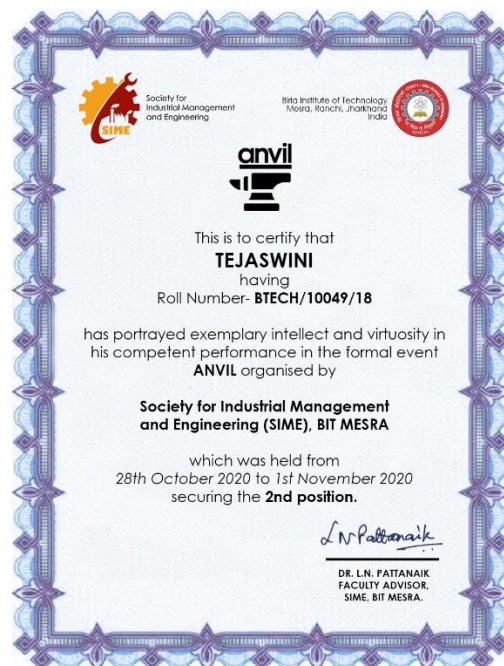 SIME
Society for
Industrial Management
and Engineering
Birla Institute of Technology
Mesra, Ranchi, Jharkhand
India
anvil
This is to certify that
TEJASWINI
having
Roll Number- BTECH/10049/18
has portrayed exemplary intellect and virtuosity in
his competent performance in the formal event
ANVIL organised by
Society for Industrial Management
and Engineering (SIME), BIT MESRA
which was held from
28th October 2020 to 1st November 2020
securing the 2nd position.
L N Pattanaik
DR. L.N. PATTANAIK
FACULTY ADVISOR,
SIME, BIT MESRA.